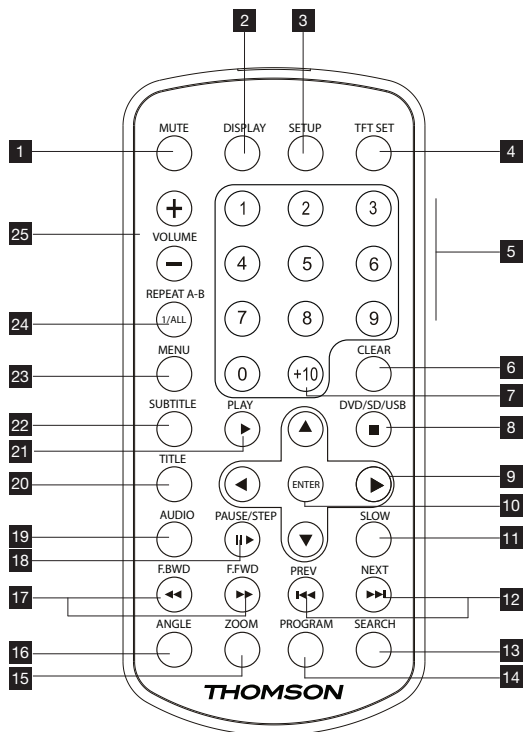 2
3
MUTE DISPLAY SETUP TFT SET
1
4
+ 1 2 3
25 VOLUME
5
− 4 5 6
REPEAT A-B
24 1/ALL 7 8 9
MENU CLEAR
23 0 +10 6
7
SUBTITLE PLAY DVD/SD/USB
22
8
21
TITLE
20 ENTER 9
10
AUDIO PAUSE/STEP SLOW
19
11
18
F.BWD F.FWD PREV NEXT
17
12
ANGLE ZOOM PROGRAM SEARCH
16
13
15
14
THOMSON